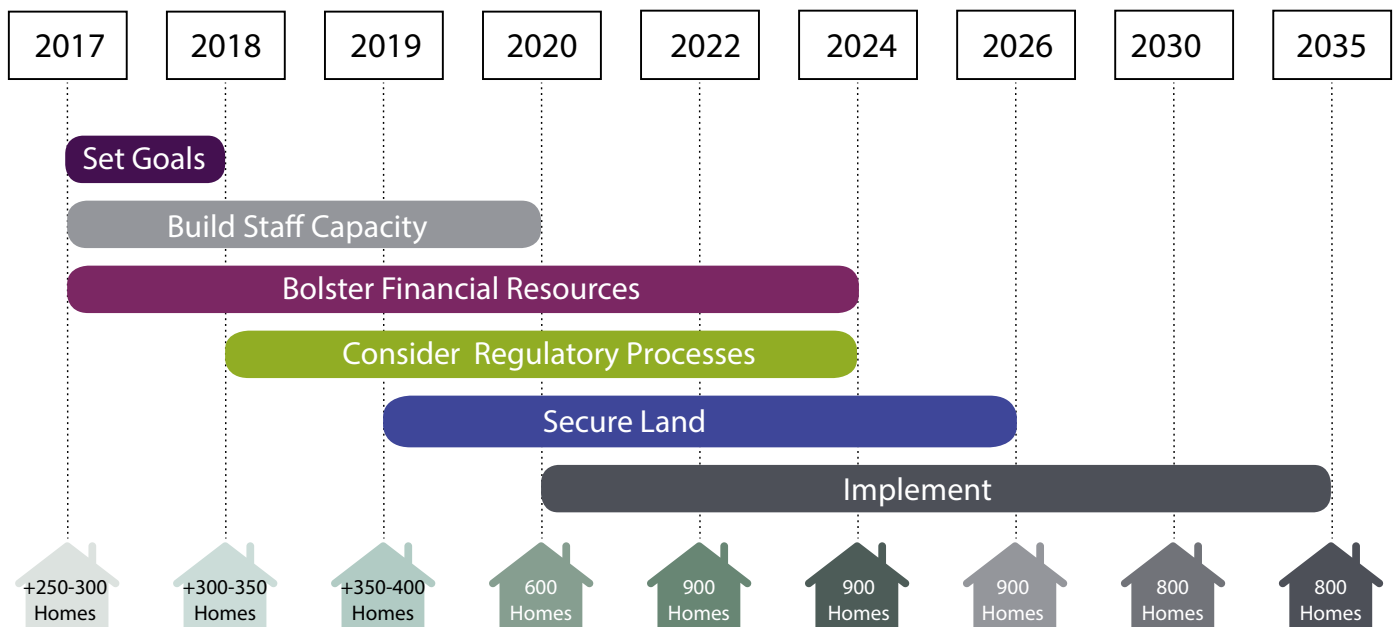 2017 2018 2019 2020 2022 2024 2026 2030 2035
Set Goals
Build Staff Capacity
Bolster Financial Resources
Consider Regulatory Processes
Secure Land
Implement
+250-300
Homes
+300-350
Homes
+350-400
Homes
600
Homes
900
Homes
900
Homes
900
Homes
800
Homes
800
Homes